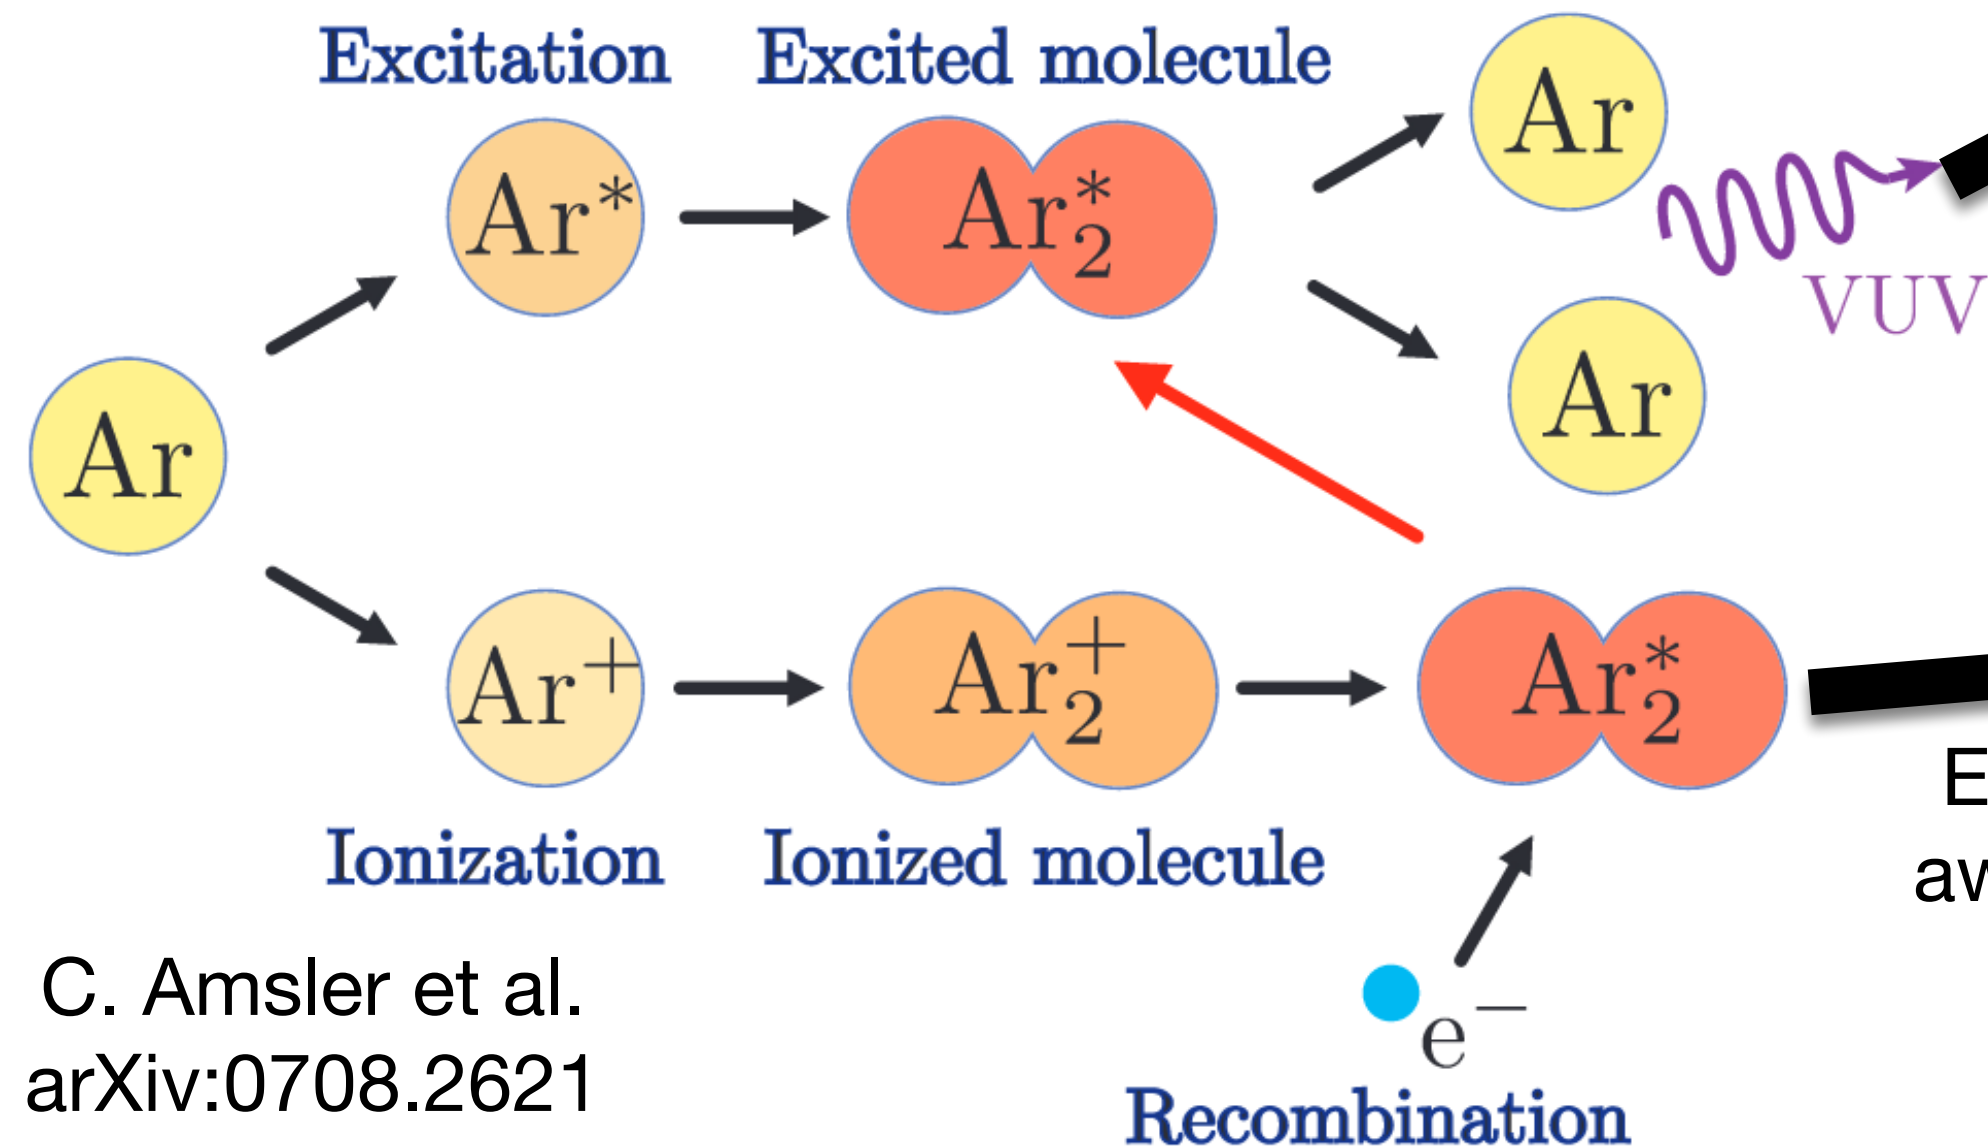 Excitation Excited molecule
Ar
Ar* Ar₂*
VUV
Ar
Ar
Ar⁺ Ar₂⁺ Ar₂*
Ionization Ionized molecule
e⁻
Recombination
C. Amsler et al.
arXiv:0708.2621